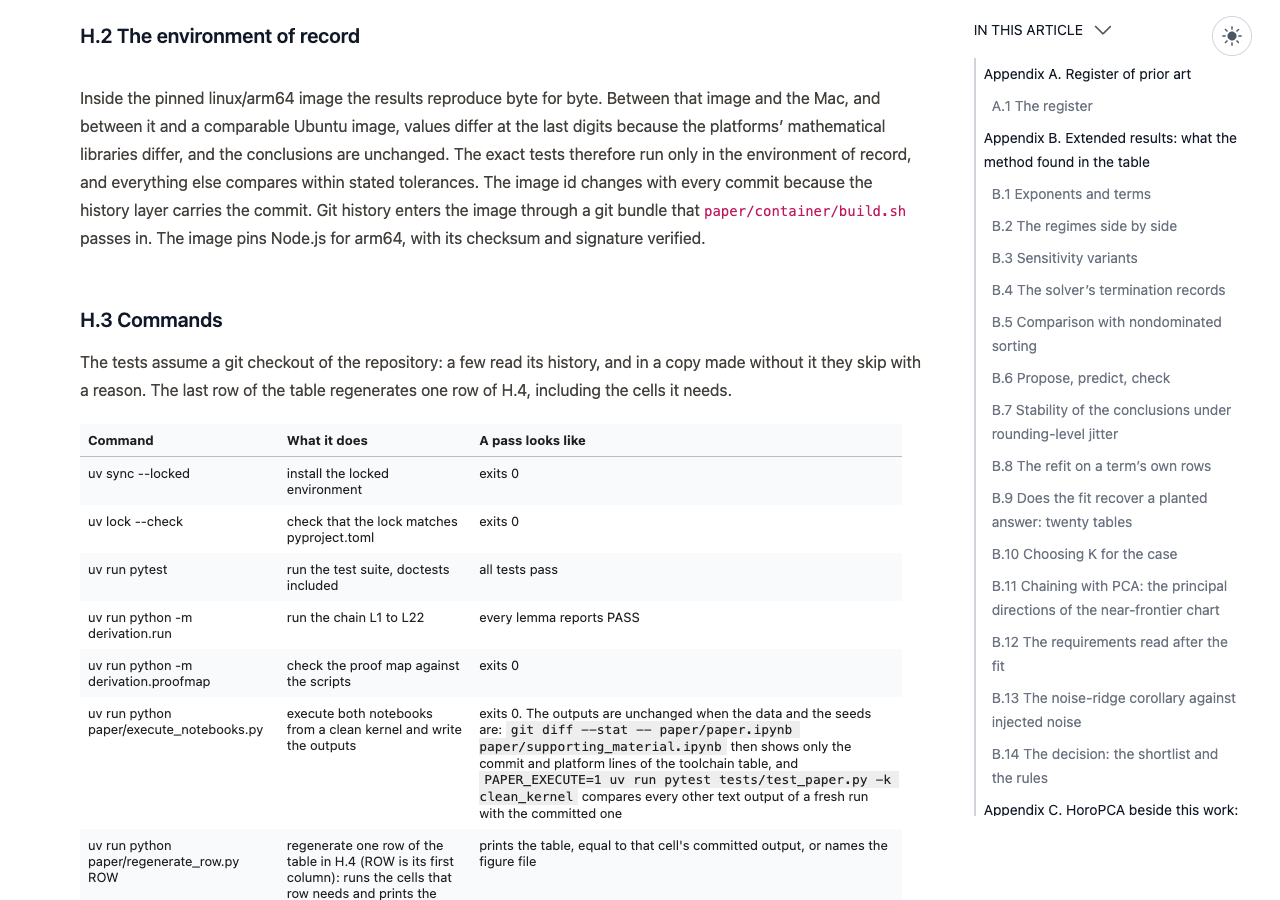 H.2 The environment of record
Inside the pinned linux/arm64 image the results reproduce byte for byte. Between that image and the Mac, and
between it and a comparable Ubuntu image, values differ at the last digits because the platforms’ mathematical
libraries differ, and the conclusions are unchanged. The exact tests therefore run only in the environment of record,
and everything else compares within stated tolerances. The image id changes with every commit because the
history layer carries the commit. Git history enters the image through a git bundle that paper/container/build.sh
passes in. The image pins Node.js for arm64, with its checksum and signature verified.
H.3 Commands
The tests assume a git checkout of the repository: a few read its history, and in a copy made without it they skip with
a reason. The last row of the table regenerates one row of H.4, including the cells it needs.
Command What it does A pass looks like
uv sync --locked install the locked exits 0
environment
uv lock --check check that the lock matches exits 0
pyproject.toml
uv run pytest run the test suite, doctests all tests pass
included
uv run python -m run the chain L1 to L22 every lemma reports PASS
derivation.run
uv run python -m check the proof map against exits 0
derivation.proofmap the scripts
uv run python execute both notebooks exits 0. The outputs are unchanged when the data and the seeds
paper/execute_notebooks.py from a clean kernel and write are: git diff --stat -- paper/paper.ipynb
the outputs paper/supporting_material.ipynb then shows only the
commit and platform lines of the toolchain table, and
PAPER_EXECUTE=1 uv run pytest tests/test_paper.py -k
clean_kernel compares every other text output of a fresh run
with the committed one
uv run python regenerate one row of the prints the table, equal to that cell's committed output, or names the
paper/regenerate_row.py table in H.4 (ROW is its first figure file
ROW column): runs the cells that
row needs and prints the
IN THIS ARTICLE
Appendix A. Register of prior art
A.1 The register
Appendix B. Extended results: what the
method found in the table
B.1 Exponents and terms
B.2 The regimes side by side
B.3 Sensitivity variants
B.4 The solver’s termination records
B.5 Comparison with nondominated
sorting
B.6 Propose, predict, check
B.7 Stability of the conclusions under
rounding-level jitter
B.8 The refit on a term’s own rows
B.9 Does the fit recover a planted
answer: twenty tables
B.10 Choosing K for the case
B.11 Chaining with PCA: the principal
directions of the near-frontier chart
B.12 The requirements read after the
fit
B.13 The noise-ridge corollary against
injected noise
B.14 The decision: the shortlist and
the rules
Appendix C. HoroPCA beside this work: